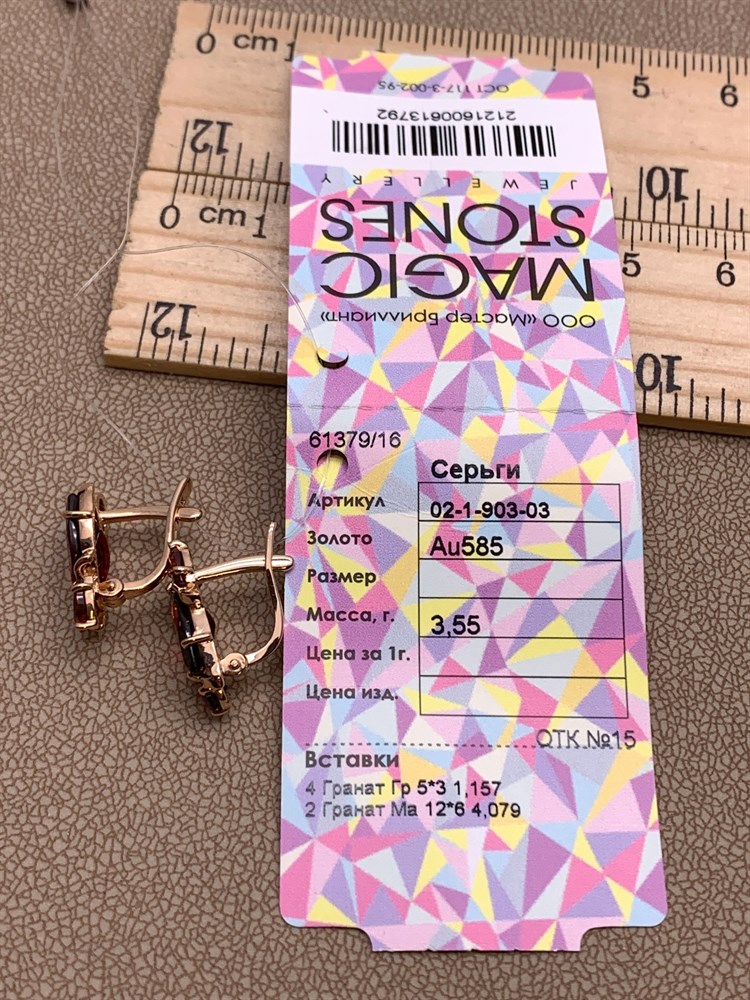 ОСТ 117-3-002-95
2121600613792
JEWELLERY
MAGIC
STONES
ООО «Мастер Бриллиант»
61379/16
Серьги
Артикул 02-1-903-03
Золото Au585
Размер
Масса, г. 3,55
Цена за 1г.
Цена изд.
ОТК №15
Вставки
4 Гранат Гр 5*3 1,157
2 Гранат Ма 12*6 4,079
0 cm 1 5 6
12 10
0 cm 1 5 6
12 10